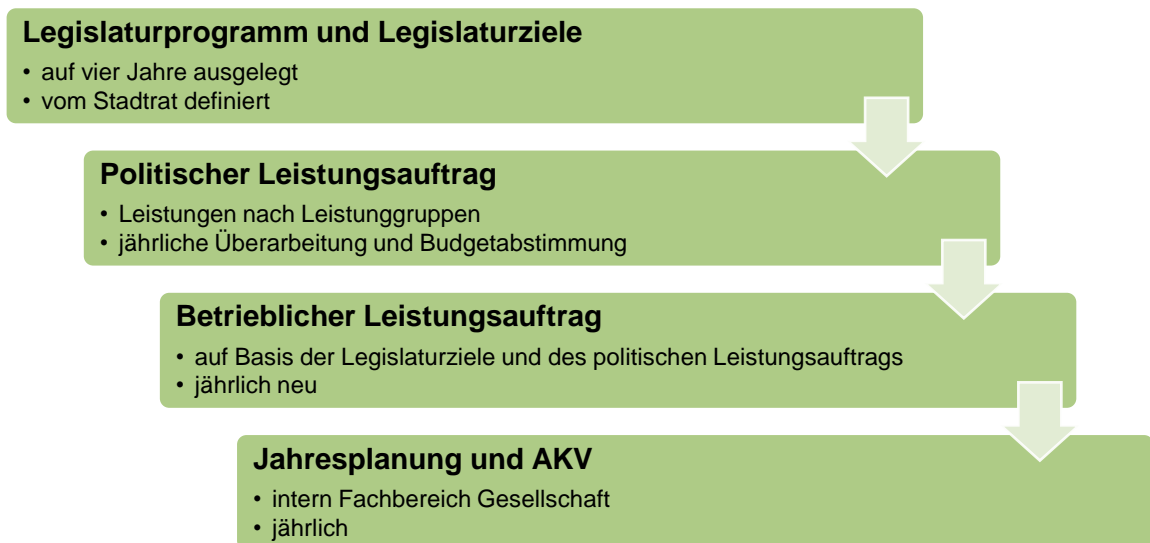 Legislaturprogramm und Legislaturziele
• auf vier Jahre ausgelegt
• vom Stadtrat definiert
Politischer Leistungsauftrag
• Leistungen nach Leistunggruppen
• jährliche Überarbeitung und Budgetabstimmung
Betrieblicher Leistungsauftrag
• auf Basis der Legislaturziele und des politischen Leistungsauftrags
• jährlich neu
Jahresplanung und AKV
• intern Fachbereich Gesellschaft
• jährlich